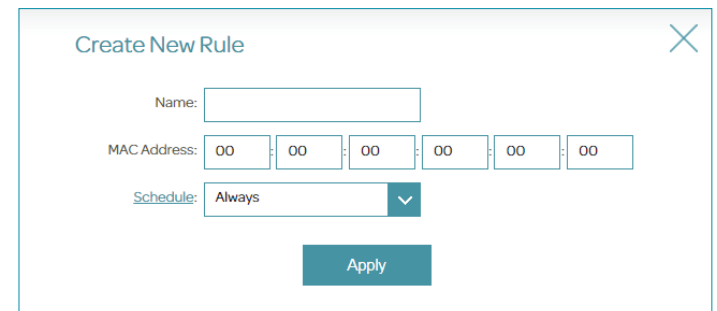 Create New Rule
Name:
MAC Address: 00 : 00 : 00 : 00 : 00 : 00
Schedule: Always
Apply